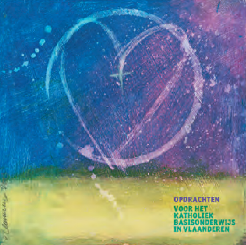 OPDRACHTEN
VOOR HET
KATHOLIEK
BASISONDERWIJS
IN VLAANDEREN